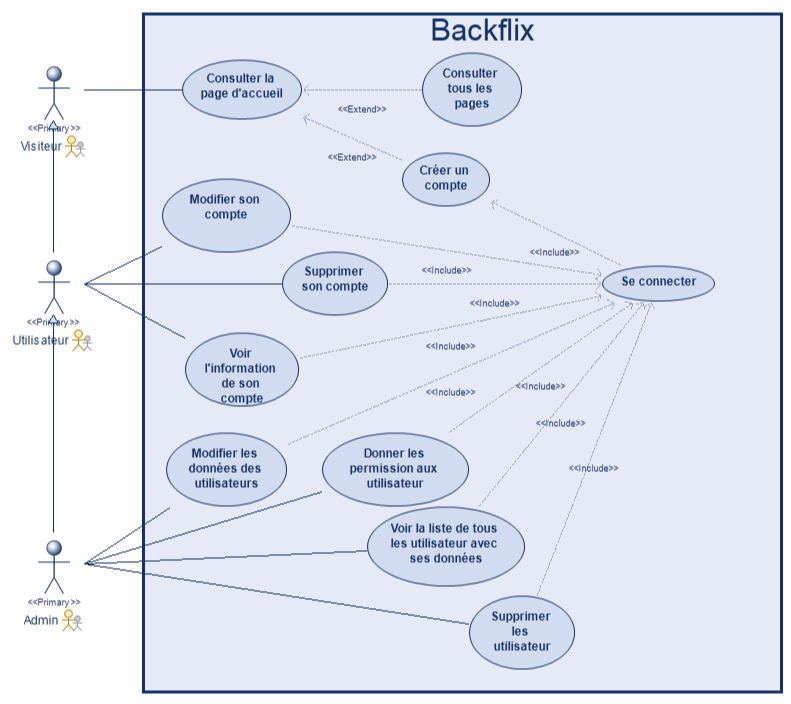 Backflix
Consulter la
page d'accueil
Consulter
tous les
pages
<<Extend>>
<<Primary>>
Visiteur
<<Extend>>
Créer un
compte
Modifier son
compte
<<Include>>
Supprimer
son compte
<<Include>>
Se connecter
<<Include>>
<<Primary>>
Utilisateur
Voir
l'information
de son
compte
<<Include>>
<<Include>>
<<Include>>
<<Include>>
Modifier les
données des
utilisateurs
Donner les
permission aux
utilisateur
<<Include>>
Voir la liste de tous
les utilisateur avec
ses données
<<Primary>>
Admin
Supprimer
les
utilisateur